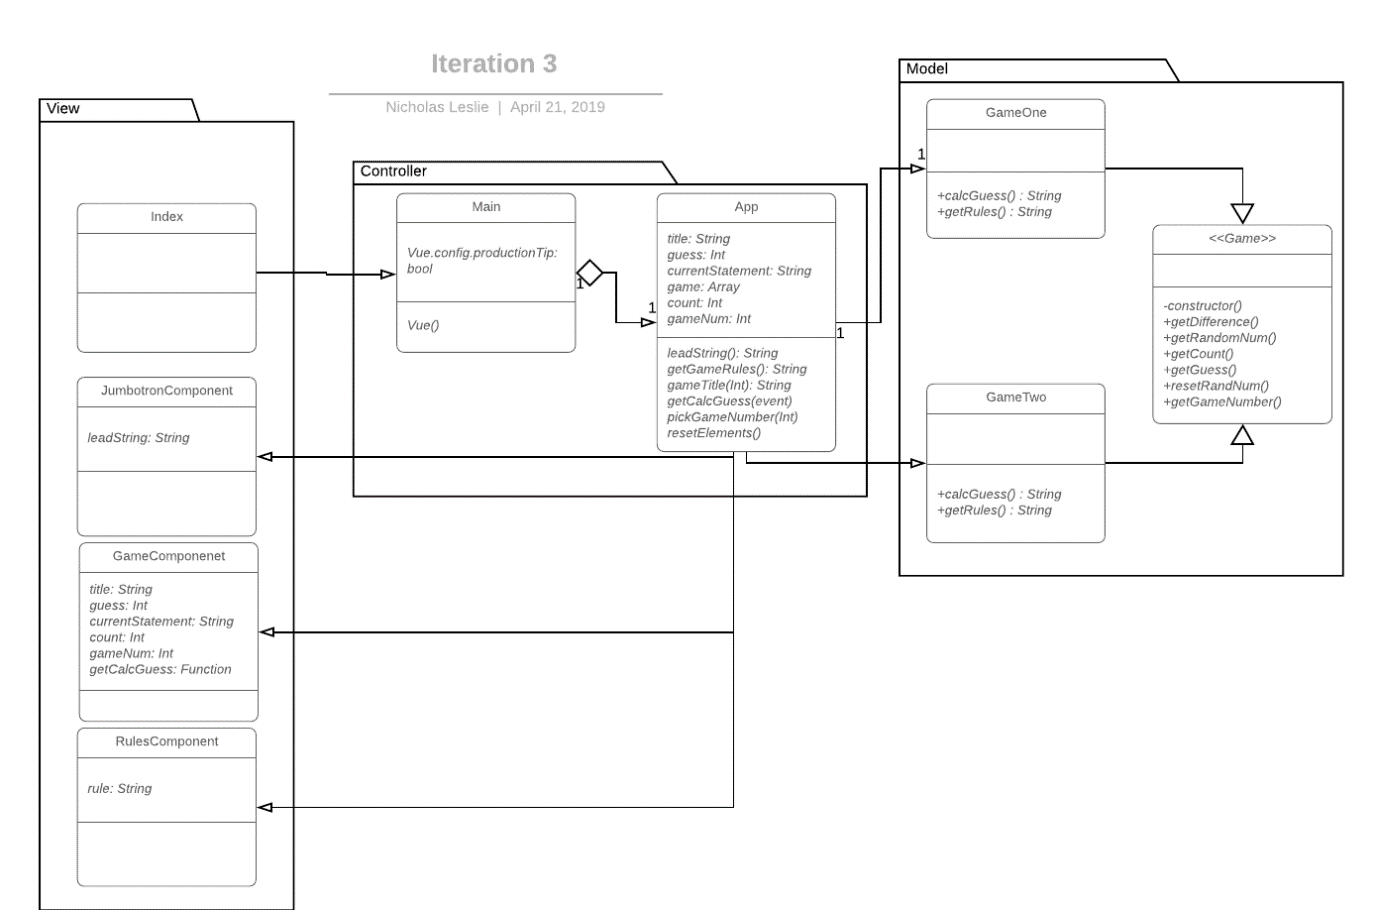 Iteration 3
Nicholas Leslie | April 21, 2019
View
Index
JumbotronComponent
leadString: String
GameComponenet
title: String
guess: Int
currentStatement: String
count: Int
gameNum: Int
getCalcGuess: Function
RulesComponent
rule: String
Controller
Main
Vue.config.productionTip:
bool
Vue()
1
1
App
title: String
guess: Int
currentStatement: String
game: Array
count: Int
gameNum: Int
leadString(): String
getGameRules(): String
gameTitle(Int): String
getCalcGuess(event)
pickGameNumber(Int)
resetElements()
1
1
Model
GameOne
+calcGuess() : String
+getRules() : String
GameTwo
+calcGuess() : String
+getRules() : String
<<Game>>
-constructor()
+getDifference()
+getRandomNum()
+getCount()
+getGuess()
+resetRandNum()
+getGameNumber()